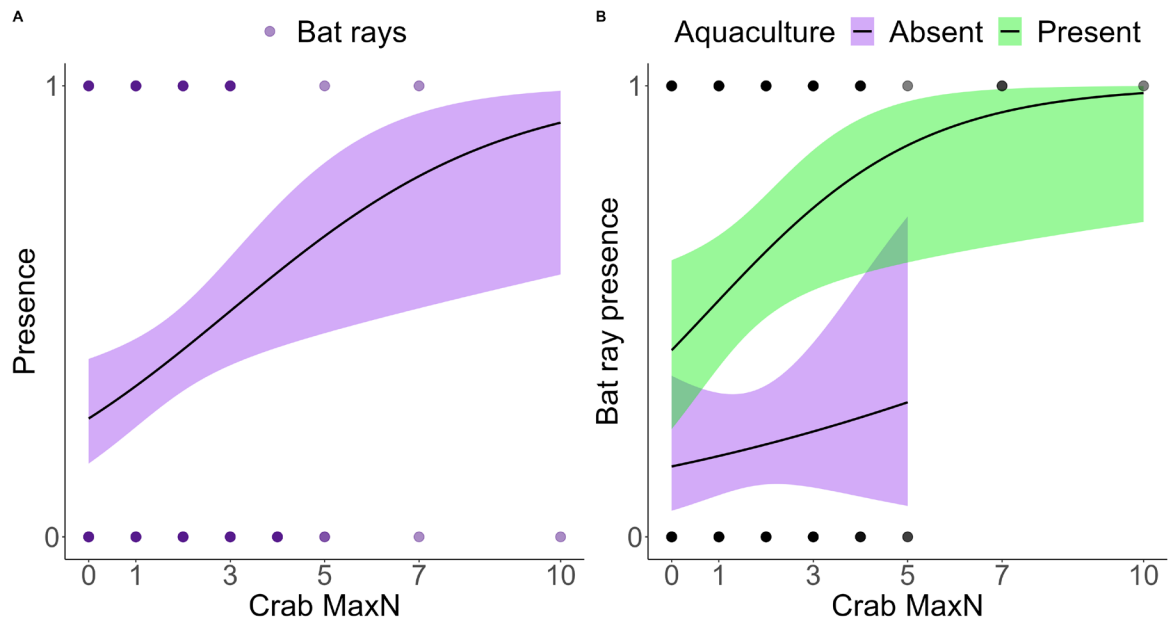 A
Bat rays
1
0
Presence
0 1 3 5 7 10
Crab MaxN
B
Aquaculture Absent Present
1
0
Bat ray presence
0 1 3 5 7 10
Crab MaxN